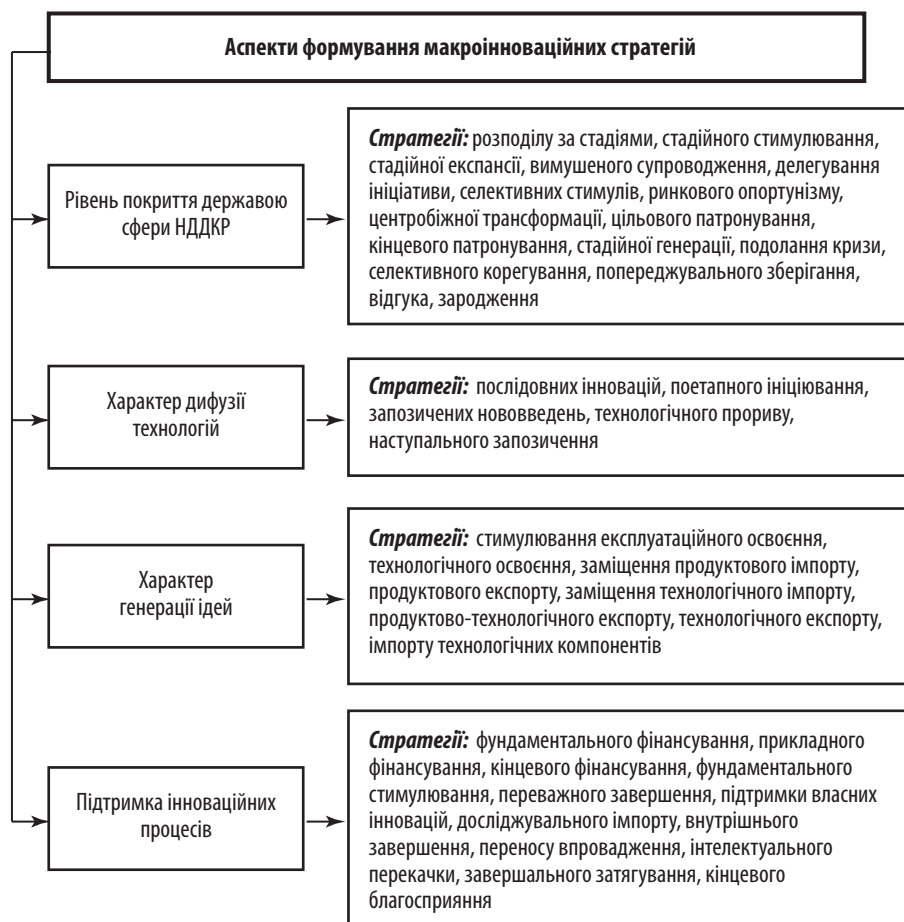 Аспекти формування макроінноваційних стратегій
Рівень покриття державою
сфери НДДКР
Стратегії: розподілу за стадіями, стадійного стимулювання,
стадійної експансії, вимушеного супроводження, делегування
ініціативи, селективних стимулів, ринкового опортунізму,
центробіжної трансформації, цільового патронування,
кінцевого патронування, стадійної генерації, подолання кризи,
селективного корегування, попереджувального зберігання,
відгука, зародження
Характер дифузії
технологій
Стратегії: послідовних інновацій, поетапного ініціювання,
запозичених нововведень, технологічного прориву,
наступального запозичення
Характер
генерації ідей
Стратегії: стимулювання експлуатаційного освоєння,
технологічного освоєння, заміщення продуктового імпорту,
продуктового експорту, заміщення технологічного імпорту,
продуктово-технологічного експорту, технологічного експорту,
імпорту технологічних компонентів
Підтримка інноваційних
процесів
Стратегії: фундаментального фінансування, прикладного
фінансування, кінцевого фінансування, фундаментального
стимулювання, переважного завершення, підтримки власних
інновацій, досліджувального імпорту, внутрішнього
завершення, переносу впровадження, інтелектуального
перекачки, завершального затягування, кінцевого
благосприяння